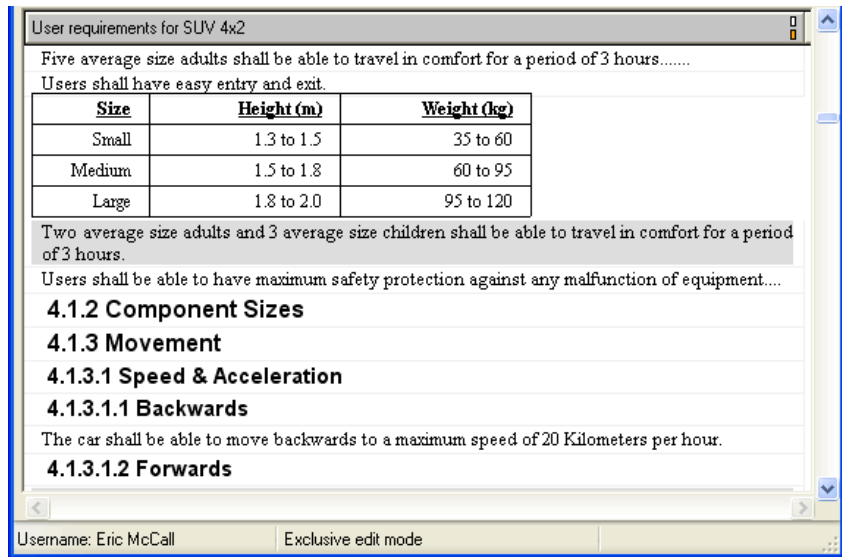 User requirements for SUV 4x2
Five average size adults shall be able to travel in comfort for a period of 3 hours.......
Users shall have easy entry and exit.
Size Height (m) Weight (kg)
Small 1.3 to 1.5 35 to 60
Medium 1.5 to 1.8 60 to 95
Large 1.8 to 2.0 95 to 120
Two average size adults and 3 average size children shall be able to travel in comfort for a period
of 3 hours.
Users shall be able to have maximum safety protection against any malfunction of equipment....
4.1.2 Component Sizes
4.1.3 Movement
4.1.3.1 Speed & Acceleration
4.1.3.1.1 Backwards
The car shall be able to move backwards to a maximum speed of 20 Kilometers per hour.
4.1.3.1.2 Forwards
Username: Eric McCall Exclusive edit mode